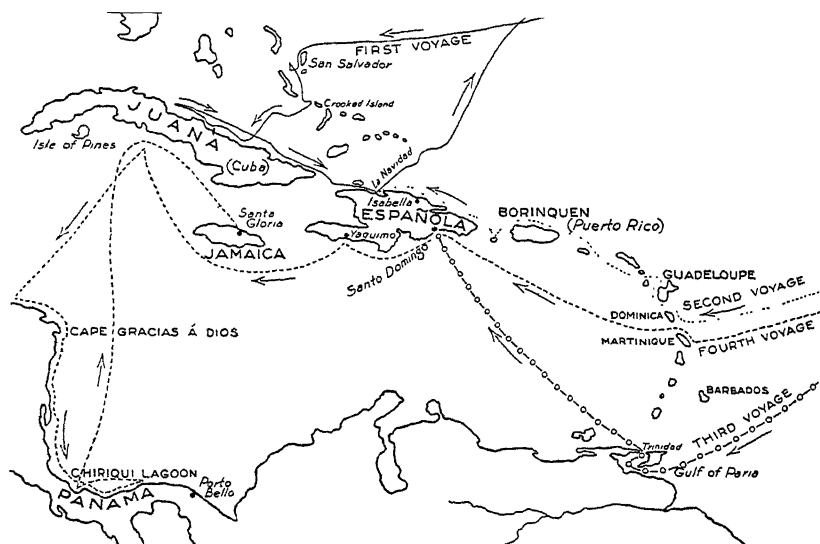 FIRST VOYAGE
San Salvador
Crooked Island
JUANA
Isle of Pines
(Cuba)
La Navidad
Isabella
ESPAÑOLA
BORINQUEN
(Puerto Rico)
Santa
Gloria
Yaquimo
JAMAICA
Santo Domingo
GUADELOUPE
SECOND VOYAGE
DOMINICA
CAPE GRACIAS Á DIOS
MARTINIQUE
FOURTH VOYAGE
BARBADOS
THIRD VOYAGE
Trinidad
Gulf of Paria
CHIRIQUI LAGOON
Porto
Bello
PANAMA